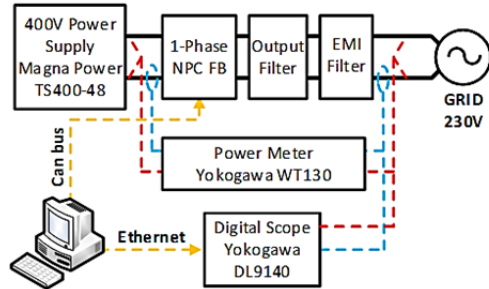 400V Power
Supply
Magna Power
TS400-48
1-Phase
NPC FB
Output
Filter
EMI
Filter
GRID
230V
Can bus
Power Meter
Yokogawa WT130
Ethernet
Digital Scope
Yokogawa
DL9140